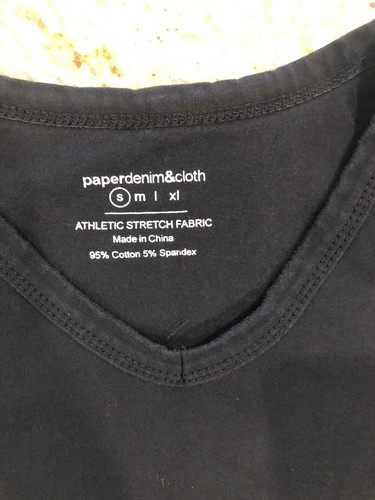 paperdenim&cloth
s m l xl
ATHLETIC STRETCH FABRIC
Made in China
95% Cotton 5% Spandex